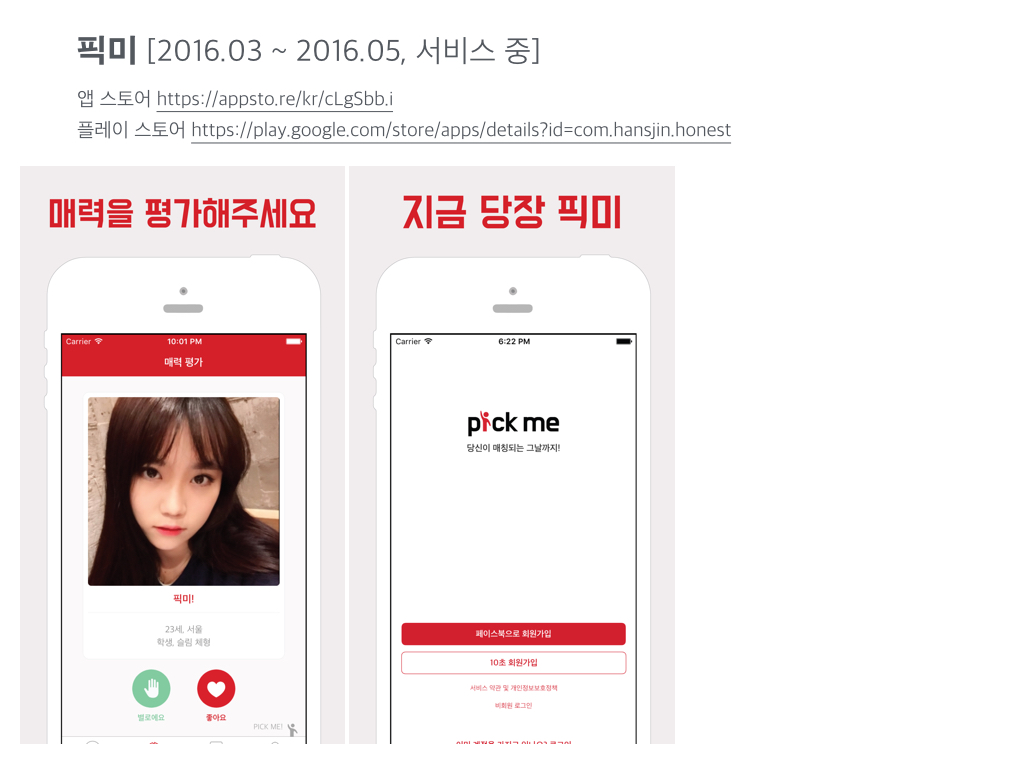 픽미 [2016.03 ~ 2016.05, 서비스 중]
앱 스토어 https://appsto.re/kr/cLgSbb.i
플레이 스토어 https://play.google.com/store/apps/details?id=com.hansjin.honest
매력을 평가해주세요
Carrier 10:01 PM
매력 평가
픽미!
23세, 서울
학생, 슬림 체형
별로에요 좋아요
PICK ME!
지금 당장 픽미
Carrier 6:22 PM
pick me
당신이 매칭되는 그날까지!
페이스북으로 회원가입
10초 회원가입
서비스 약관 및 개인정보보호정책
비회원 로그인